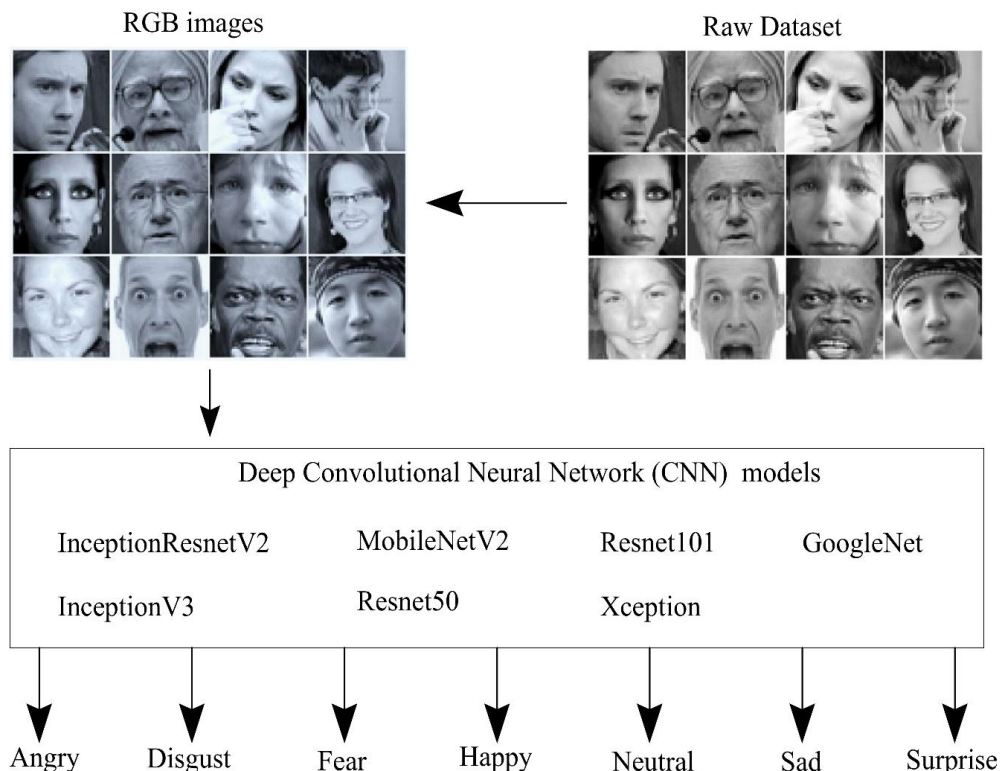 RGB images
Raw Dataset
Deep Convolutional Neural Network (CNN) models
InceptionResnetV2 MobileNetV2 Resnet101 GoogleNet
InceptionV3 Resnet50 Xception
Angry Disgust Fear Happy Neutral Sad Surprise